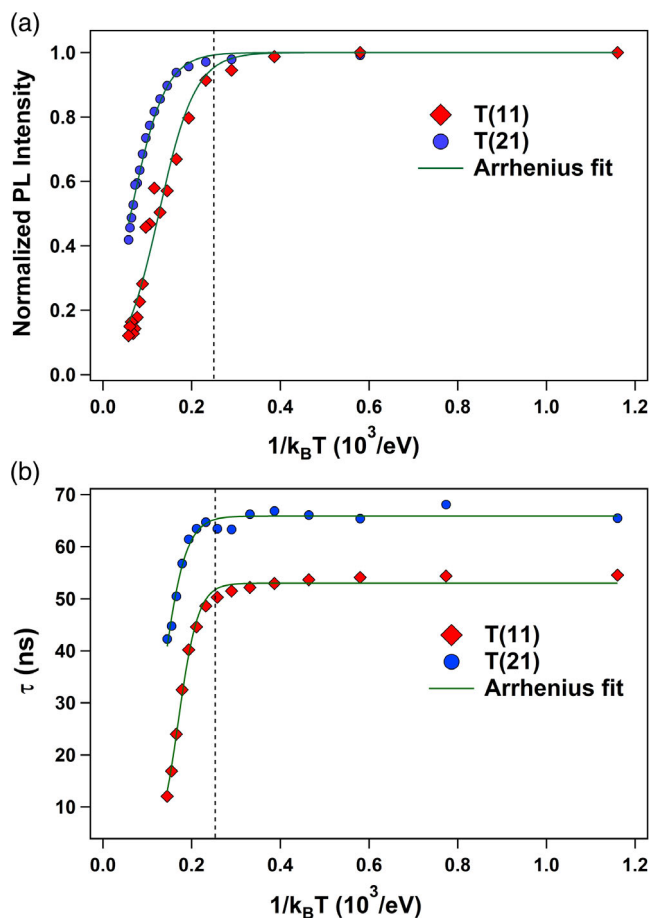 (a)
Normalized PL Intensity
1.0
0.8
0.6
0.4
0.2
0.0
T(11)
T(21)
Arrhenius fit
0.0 0.2 0.4 0.6 0.8 1.0 1.2
1/k_BT (10^3/eV)
(b)
τ (ns)
70
60
50
40
30
20
10
T(11)
T(21)
Arrhenius fit
0.0 0.2 0.4 0.6 0.8 1.0 1.2
1/k_BT (10^3/eV)